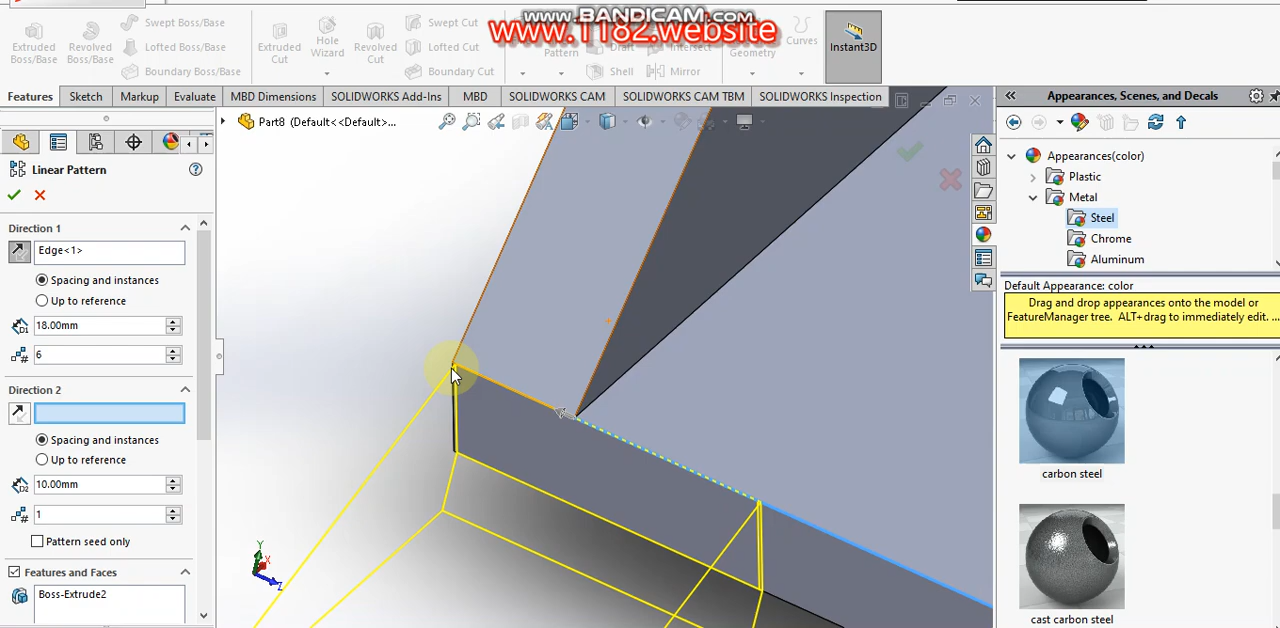 www.BANDICAM.com
www.1182.website
Extruded Boss/Base
Revolved Boss/Base
Swept Boss/Base
Lofted Boss/Base
Boundary Boss/Base
Extruded Cut
Hole Wizard
Revolved Cut
Swept Cut
Lofted Cut
Boundary Cut
Pattern
Draft
Shell
Intersect
Mirror
Geometry
Curves
Instant3D
Features
Sketch
Markup
Evaluate
MBD Dimensions
SOLIDWORKS Add-Ins
MBD
SOLIDWORKS CAM
SOLIDWORKS CAM TBM
SOLIDWORKS Inspection
Part8 (Default<<Default>...
Linear Pattern
Direction 1
Edge<1>
Spacing and instances
Up to reference
18.00mm
6
Direction 2
Spacing and instances
Up to reference
10.00mm
1
Pattern seed only
Features and Faces
Boss-Extrude2
Y
X
Z
Appearances, Scenes, and Decals
Appearances(color)
Plastic
Metal
Steel
Chrome
Aluminum
Default Appearance: color
Drag and drop appearances onto the model or
FeatureManager tree. ALT+drag to immediately edit. ...
carbon steel
cast carbon steel